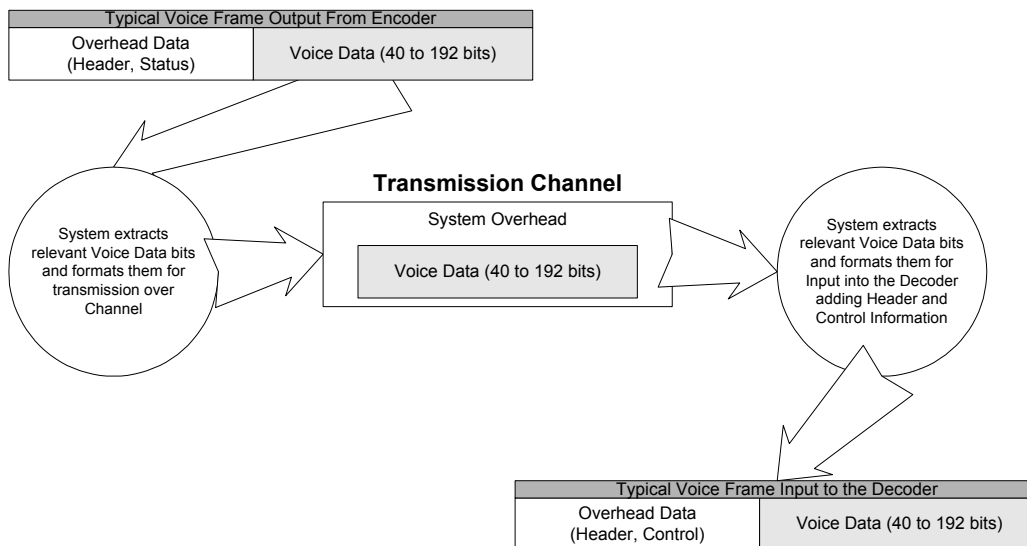 Typical Voice Frame Output From Encoder
Overhead Data
(Header, Status)
Voice Data (40 to 192 bits)
System extracts
relevant Voice Data bits
and formats them for
transmission over
Channel
Transmission Channel
System Overhead
Voice Data (40 to 192 bits)
System extracts
relevant Voice Data bits
and formats them for
Input into the Decoder
adding Header and
Control Information
Typical Voice Frame Input to the Decoder
Overhead Data
(Header, Control)
Voice Data (40 to 192 bits)